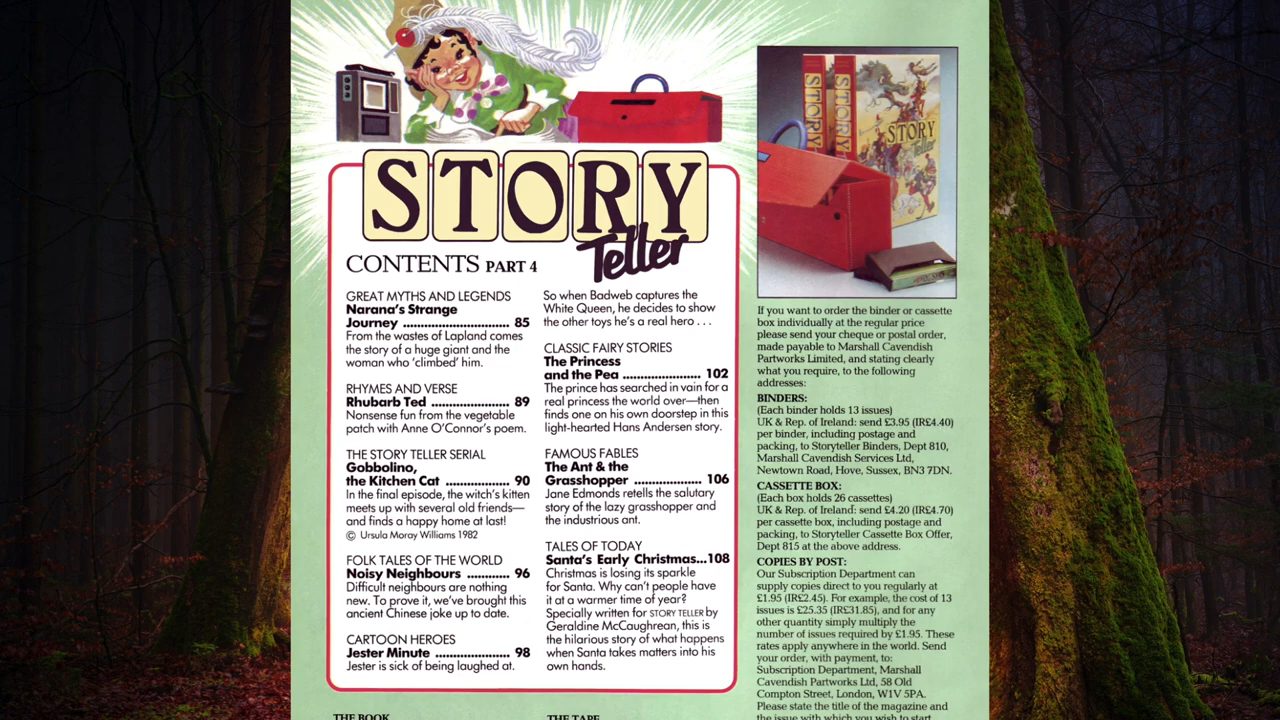 STORY
Teller
CONTENTS PART 4
GREAT MYTHS AND LEGENDS
Narana's Strange
Journey .............................. 85
From the wastes of Lapland comes
the story of a huge giant and the
woman who 'climbed' him.
RHYMES AND VERSE
Rhubarb Ted ...................... 89
Nonsense fun from the vegetable
patch with Anne O'Connor's poem.
THE STORY TELLER SERIAL
Gobbolino,
the Kitchen Cat .................. 90
In the final episode, the witch's kitten
meets up with several old friends—
and finds a happy home at last!
© Ursula Moray Williams 1982
FOLK TALES OF THE WORLD
Noisy Neighbours ............ 96
Difficult neighbours are nothing
new. To prove it, we've brought this
ancient Chinese joke up to date.
CARTOON HEROES
Jester Minute ..................... 98
Jester is sick of being laughed at.
So when Badweb captures the
White Queen, he decides to show
the other toys he's a real hero . . .
CLASSIC FAIRY STORIES
The Princess
and the Pea ...................... 102
The prince has searched in vain for a
real princess the world over—then
finds one on his own doorstep in this
light-hearted Hans Andersen story.
FAMOUS FABLES
The Ant & the
Grasshopper ................... 106
Jane Edmonds retells the salutary
story of the lazy grasshopper and
the industrious ant.
TALES OF TODAY
Santa's Early Christmas...108
Christmas is losing its sparkle
for Santa. Why can't people have
it at a warmer time of year?
Specially written for STORY TELLER by
Geraldine McCaughrean, this is
the hilarious story of what happens
when Santa takes matters into his
own hands.
THE BOOK
THE TAPE
STORY
STORY
STORY
Teller
If you want to order the binder or cassette
box individually at the regular price
please send your cheque or postal order,
made payable to Marshall Cavendish
Partworks Limited, and stating clearly
what you require, to the following
addresses:
BINDERS:
(Each binder holds 13 issues)
UK & Rep. of Ireland: send £3.95 (IR£4.40)
per binder, including postage and
packing, to Storyteller Binders, Dept 810,
Marshall Cavendish Services Ltd,
Newtown Road, Hove, Sussex, BN3 7DN.
CASSETTE BOX:
(Each box holds 26 cassettes)
UK & Rep. of Ireland: send £4.20 (IR£4.70)
per cassette box, including postage and
packing, to Storyteller Cassette Box Offer,
Dept 815 at the above address.
COPIES BY POST:
Our Subscription Department can
supply copies direct to you regularly at
£1.95 (IR£2.45). For example, the cost of 13
issues is £25.35 (IR£31.85), and for any
other quantity simply multiply the
number of issues required by £1.95. These
rates apply anywhere in the world. Send
your order, with payment, to:
Subscription Department, Marshall
Cavendish Partworks Ltd, 58 Old
Compton Street, London, W1V 5PA.
Please state the title of the magazine and
the issue with which you wish to start.